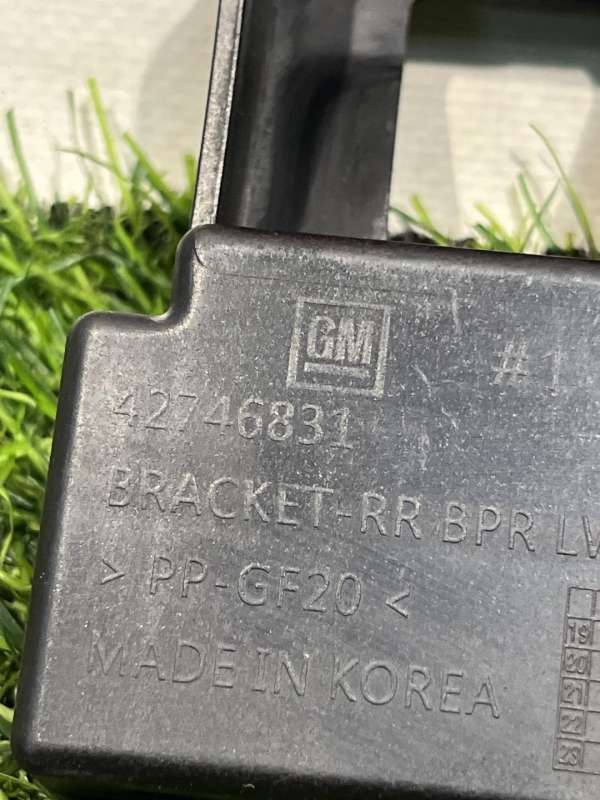 GM
#1
42746831
BRACKET-RR BPR LW
> PP-GF20 <
MADE IN KOREA
19
20
21
22
23